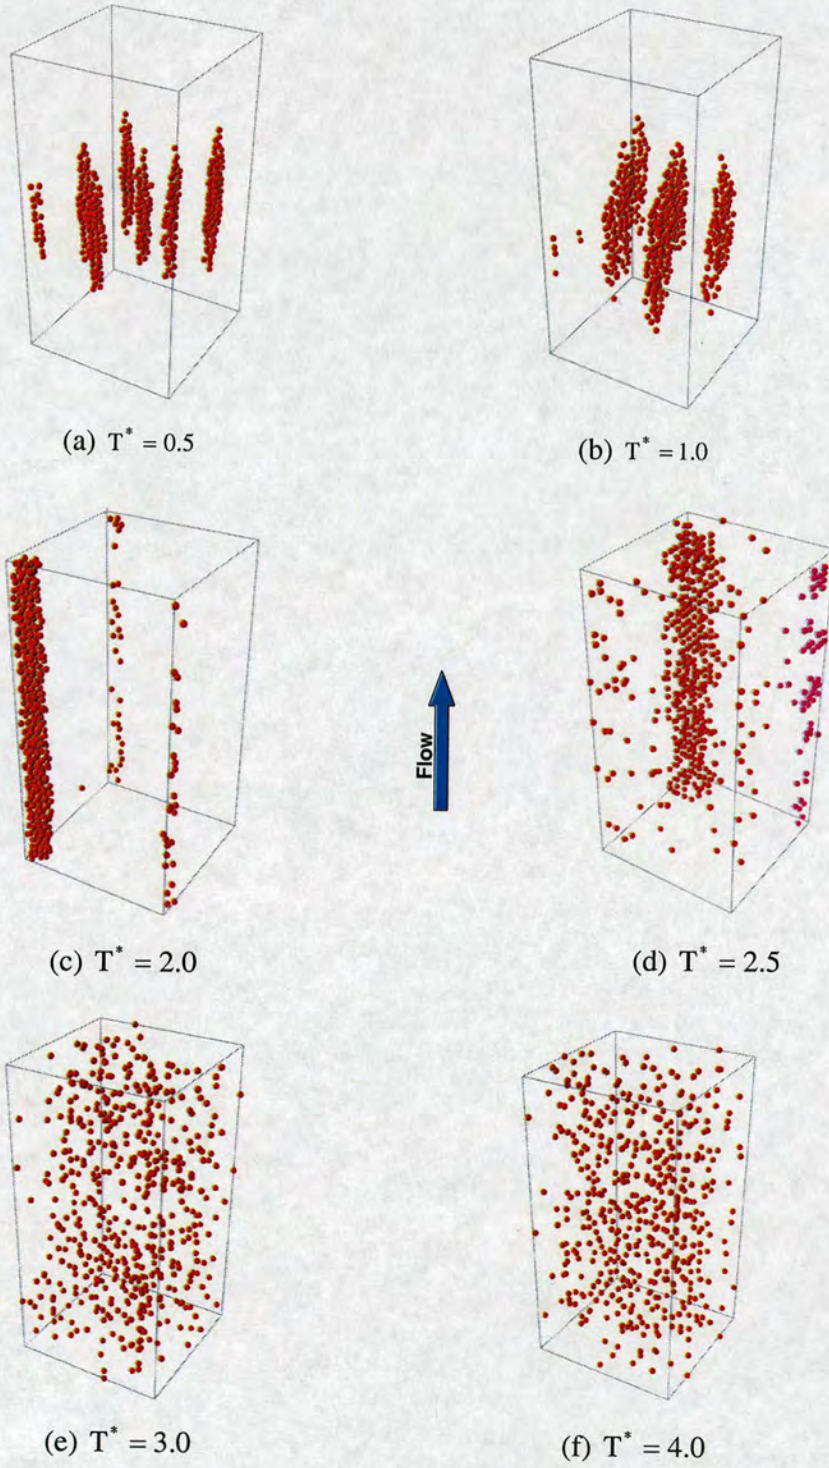 (a) T* = 0.5
(b) T* = 1.0
Flow
(c) T* = 2.0
(d) T* = 2.5
(e) T* = 3.0
(f) T* = 4.0